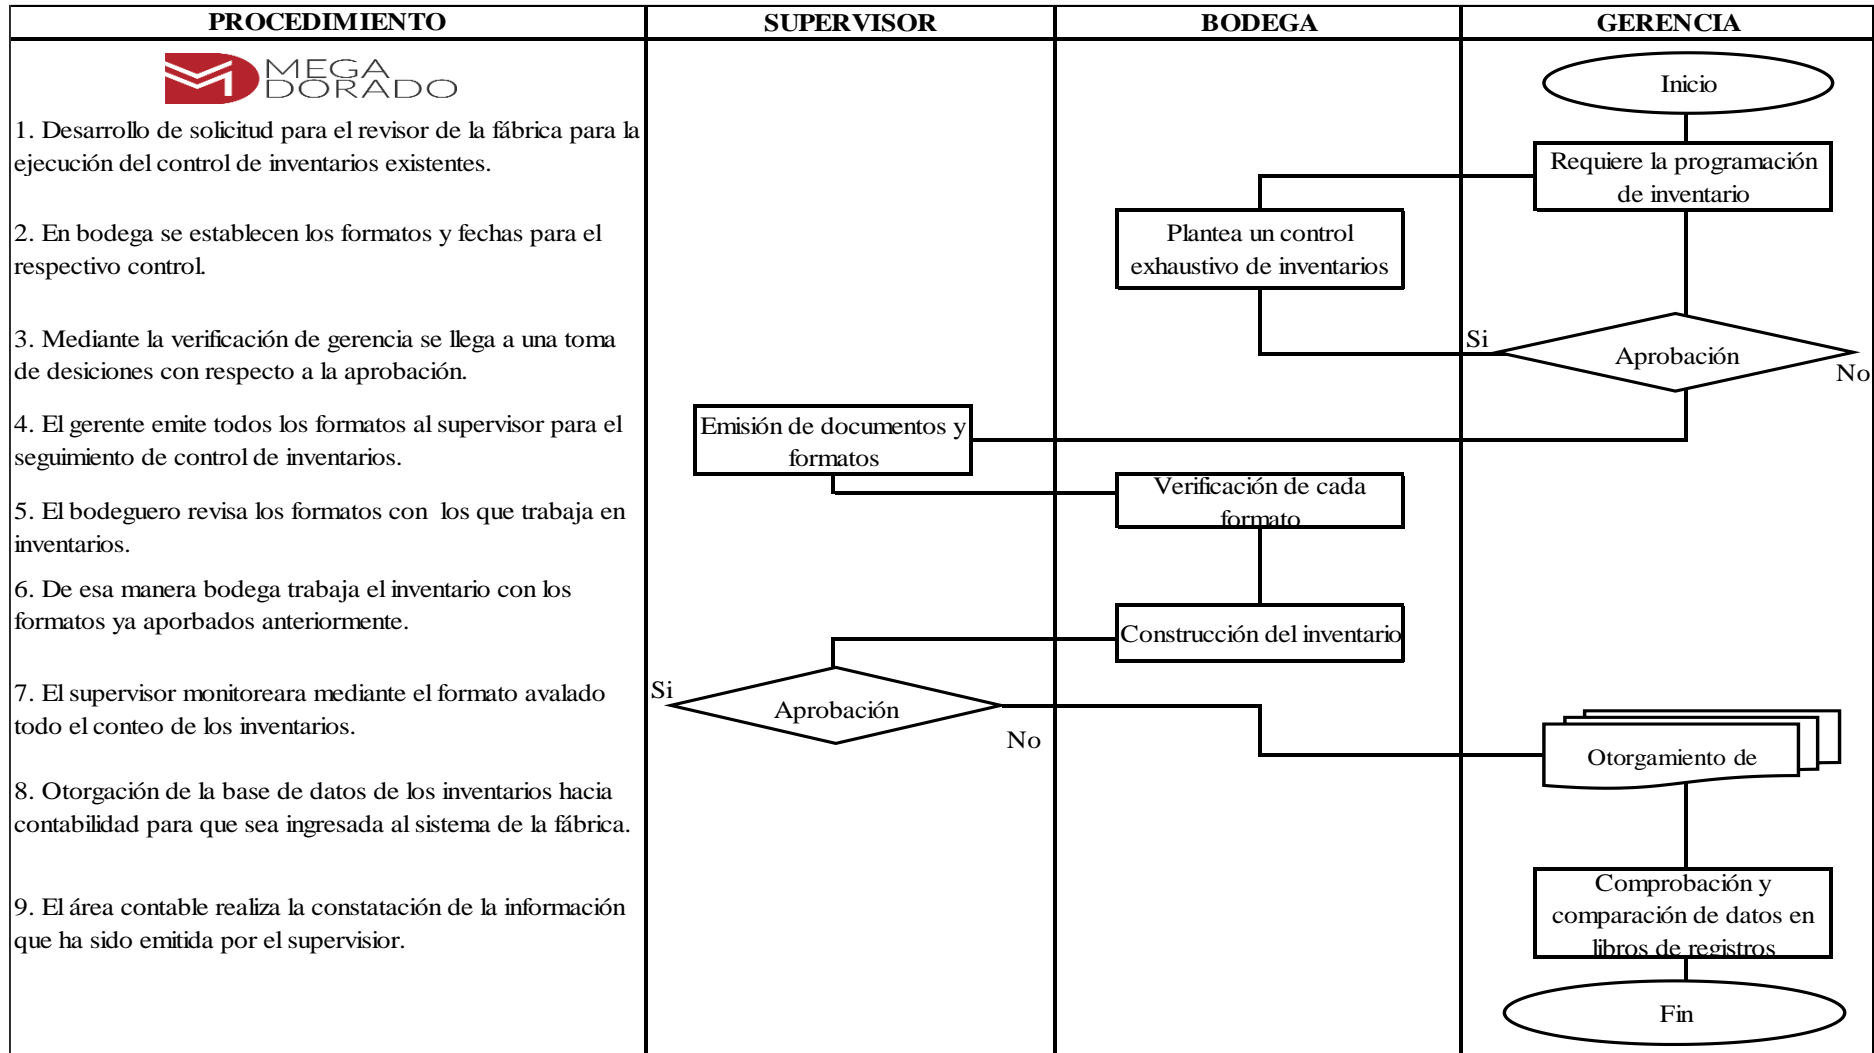 PROCEDIMIENTO
SUPERVISOR
BODEGA
GERENCIA
MEGA
DORADO
1. Desarrollo de solicitud para el revisor de la fábrica para la
ejecución del control de inventarios existentes.
2. En bodega se establecen los formatos y fechas para el
respectivo control.
3. Mediante la verificación de gerencia se llega a una toma
de desiciones con respecto a la aprobación.
4. El gerente emite todos los formatos al supervisor para el
seguimiento de control de inventarios.
5. El bodeguero revisa los formatos con  los que trabaja en
inventarios.
6. De esa manera bodega trabaja el inventario con los
formatos ya aporbados anteriormente.
7. El supervisor monitoreara mediante el formato avalado
todo el conteo de los inventarios.
8. Otorgación de la base de datos de los inventarios hacia
contabilidad para que sea ingresada al sistema de la fábrica.
9. El área contable realiza la constatación de la información
que ha sido emitida por el supervisior.
Inicio
Requiere la programación
de inventario
Plantea un control
exhaustivo de inventarios
Si
Aprobación
No
Emisión de documentos y
formatos
Verificación de cada
formato
Construcción del inventario
Si
Aprobación
No
Otorgamiento de
Comprobación y
comparación de datos en
libros de registros
Fin